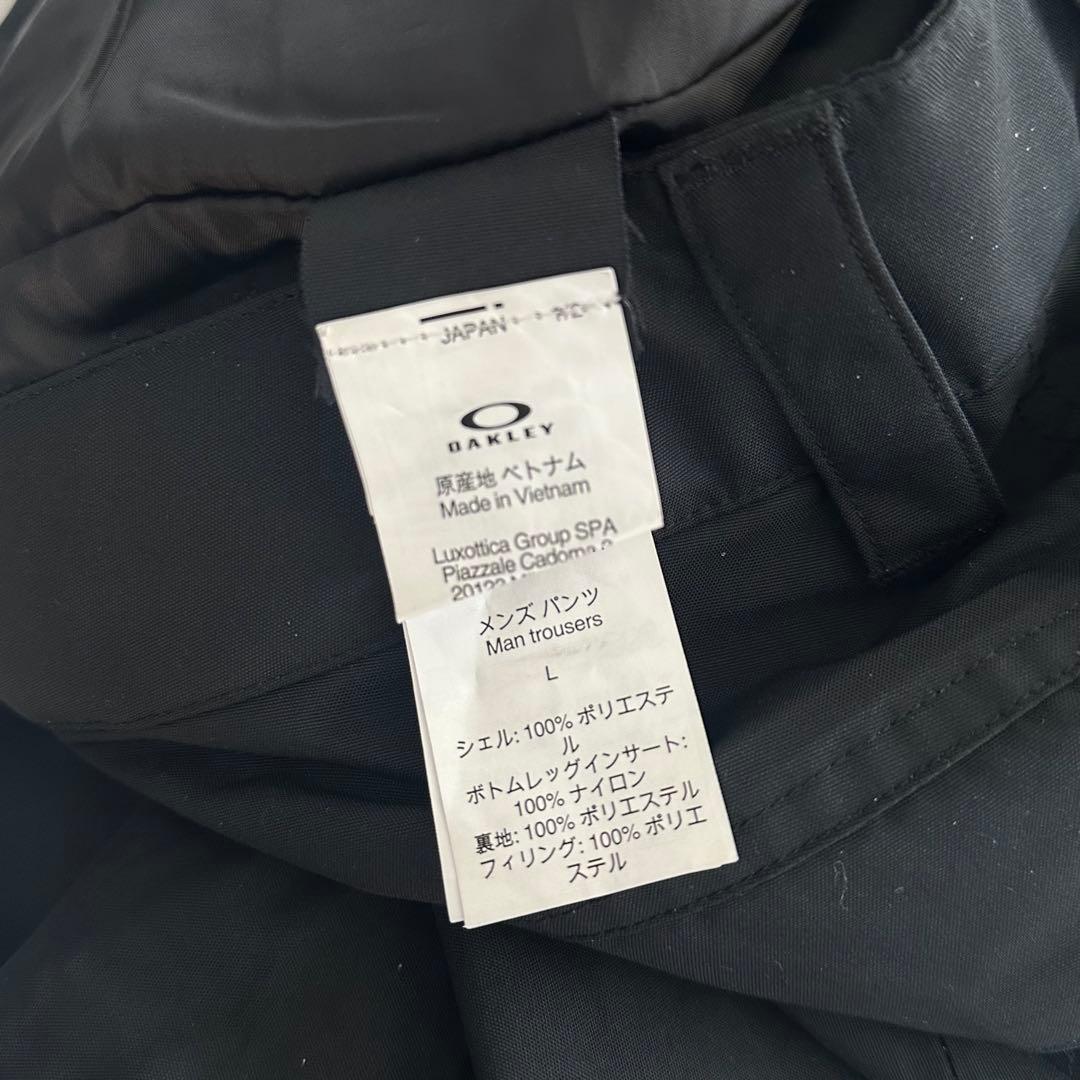 JAPAN
OAKLEY
原産地 ベトナム
Made in Vietnam
Luxottica Group SPA
Piazzale Cadorna
メンズ パンツ
Man trousers
L
シェル: 100% ポリエステ
ル
ボトムレッグインサート:
100% ナイロン
裏地: 100% ポリエステル
フィリング: 100% ポリエ
ステル